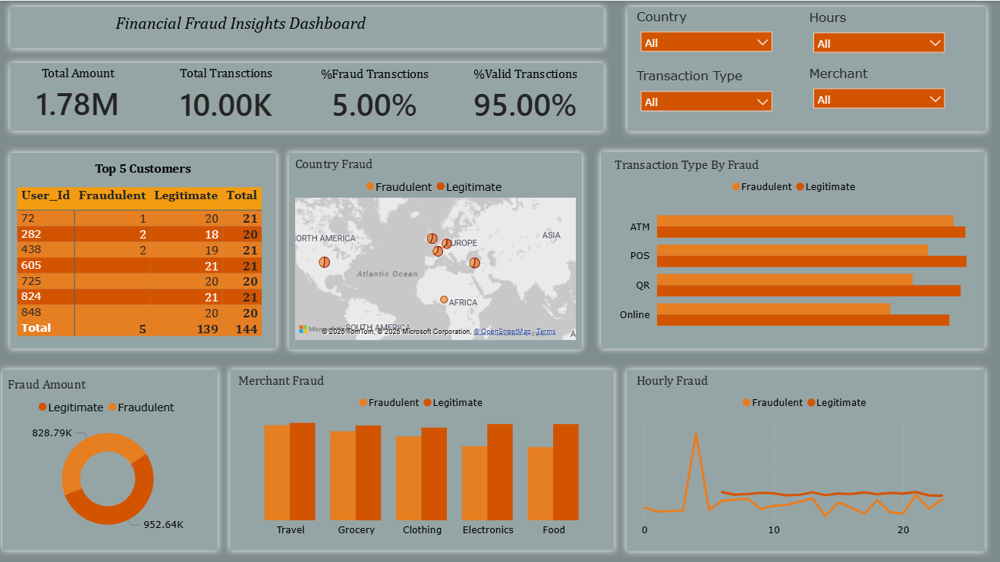 Financial Fraud Insights Dashboard
Country
All
Hours
All
Transaction Type
All
Merchant
All
Total Amount
1.78M
Total Transctions
10.00K
%Fraud Transctions
5.00%
%Valid Transctions
95.00%
Top 5 Customers
User_Id Fraudulent Legitimate Total
72 1 20 21
282 2 18 20
438 2 19 21
605 21 21
725 20 20
824 21 21
848 20 20
Total 5 139 144
Country Fraud
Fraudulent Legitimate
NORTH AMERICA
EUROPE
ASIA
Atlantic Ocean
AFRICA
SOUTH AMERICA
© 2025 TomTom, © 2025 Microsoft Corporation, © OpenStreetMap Terms
Transaction Type By Fraud
Fraudulent Legitimate
ATM
POS
QR
Online
Fraud Amount
Legitimate Fraudulent
828.79K
952.64K
Merchant Fraud
Fraudulent Legitimate
Travel Grocery Clothing Electronics Food
Hourly Fraud
Fraudulent Legitimate
0 10 20